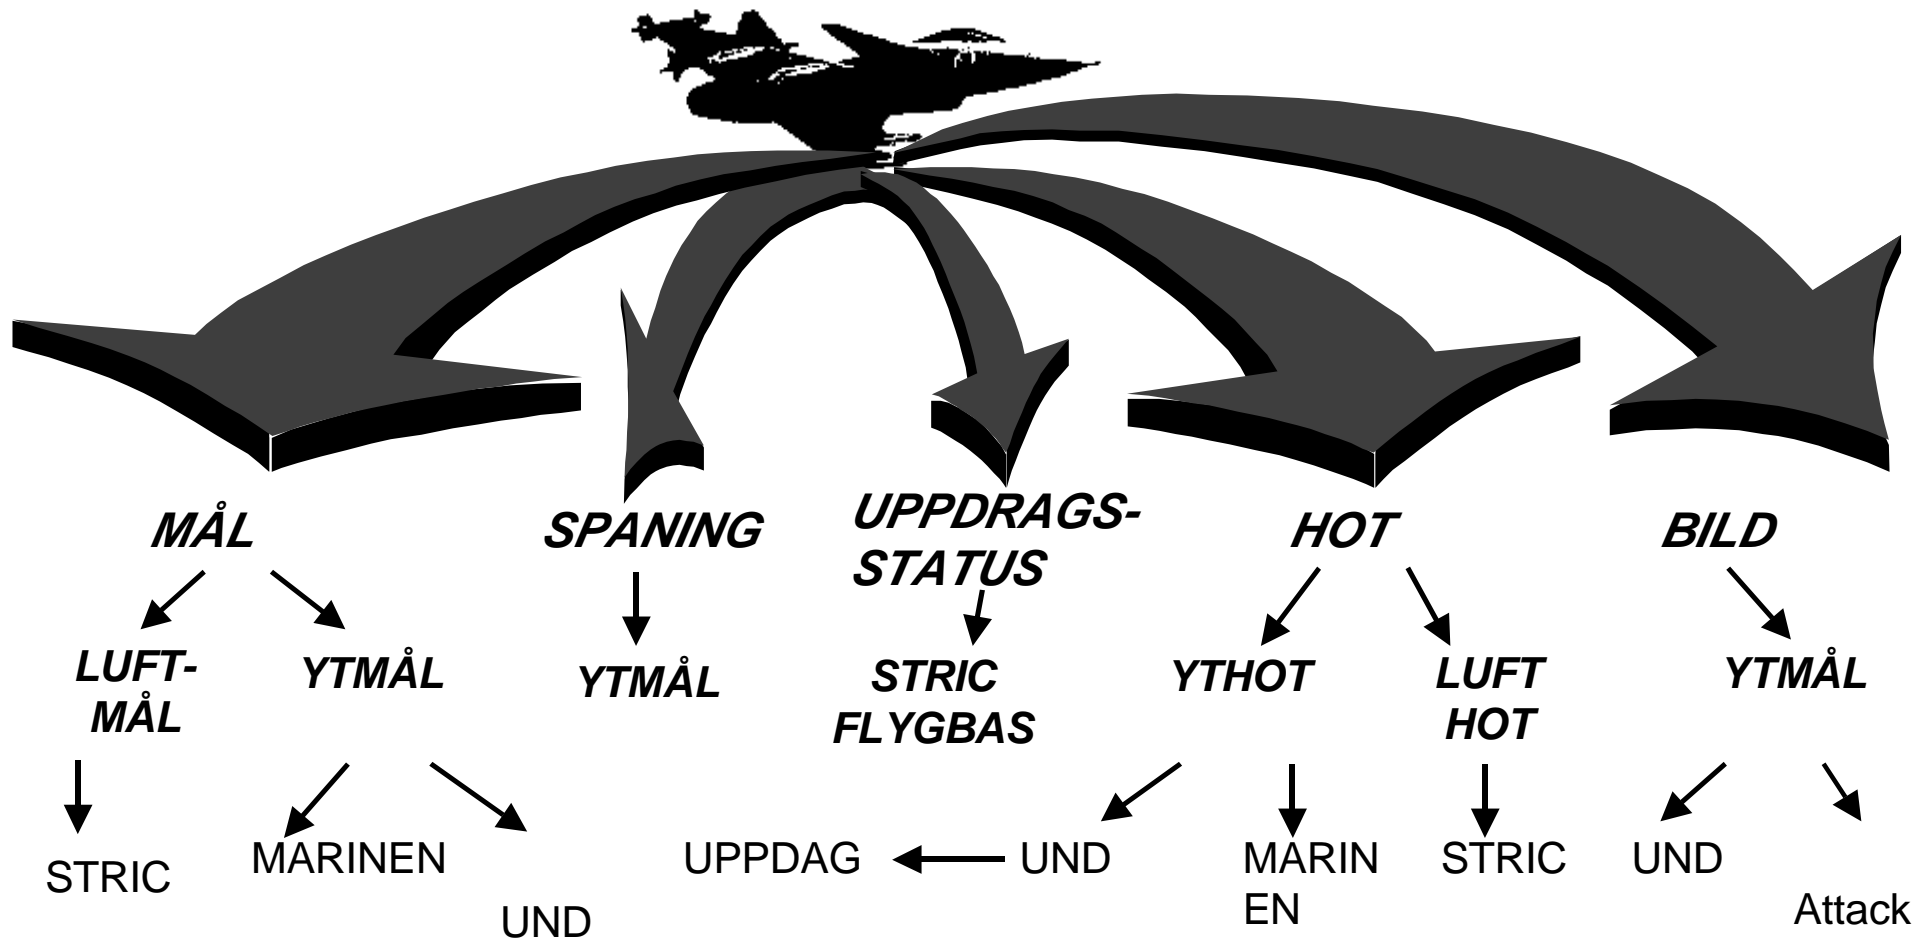 MÅL
SPANING
UPPDRAGS-
STATUS
HOT
BILD
LUFT-
MÅL
YTMÅL
YTMÅL
STRIC
FLYGBAS
YTHOT
LUFT
HOT
YTMÅL
STRIC
MARINEN
UND
UPPDAG
UND
MARIN
EN
STRIC
UND
Attack